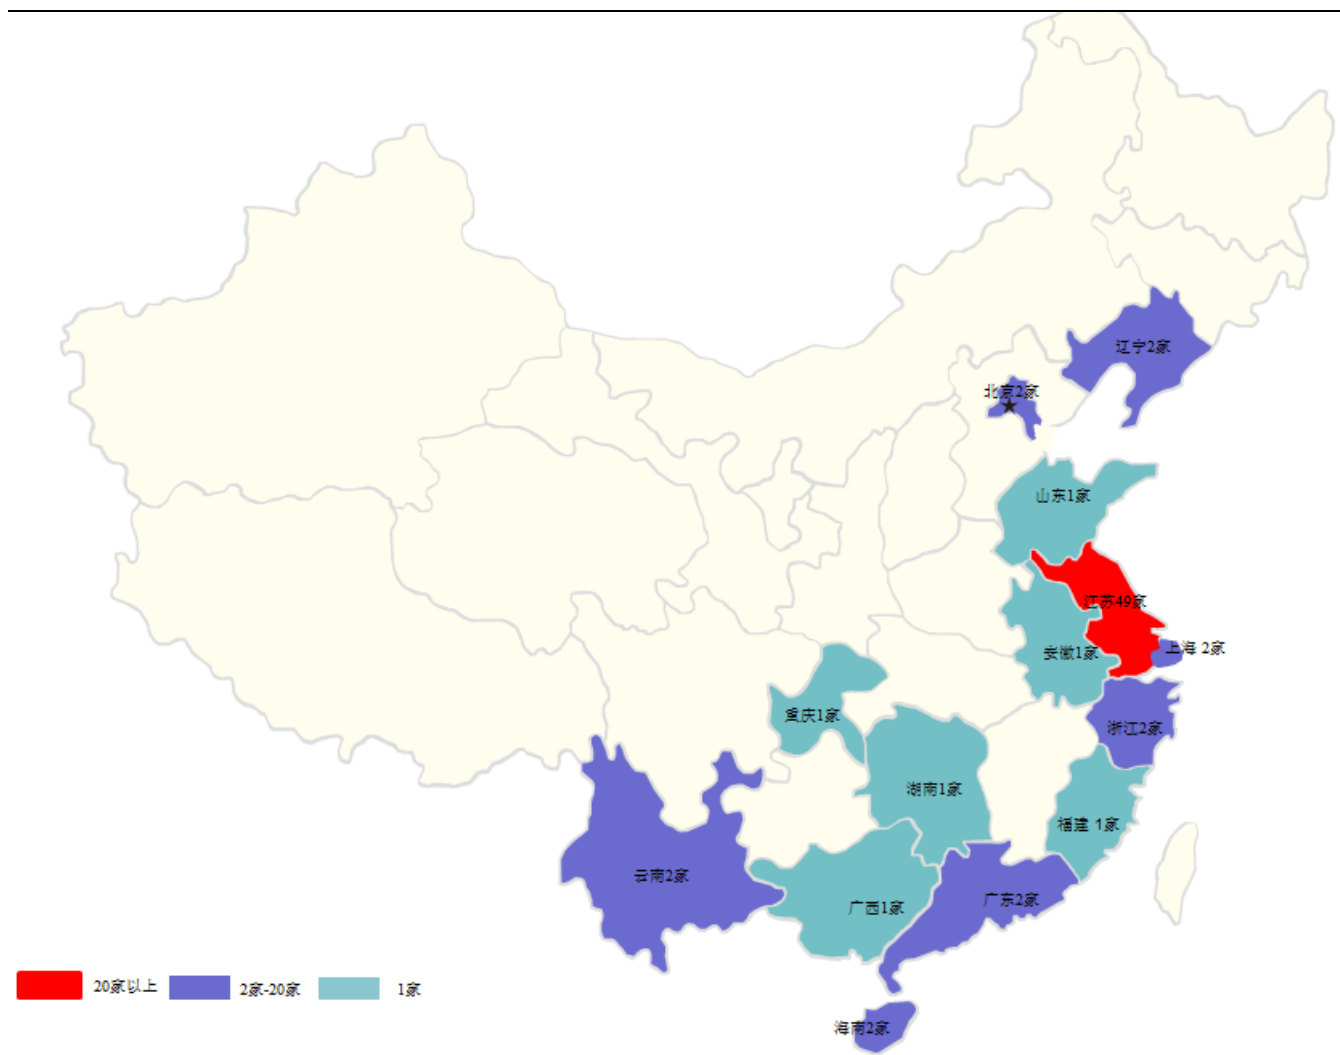 辽宁2家
北京2家
山东1家
江苏49家
上海 2家
安徽1家
重庆1家
浙江2家
湖南1家
福建 1家
云南2家
广西1家
广东2家
20家以上
2家-20家
1家
海南2家